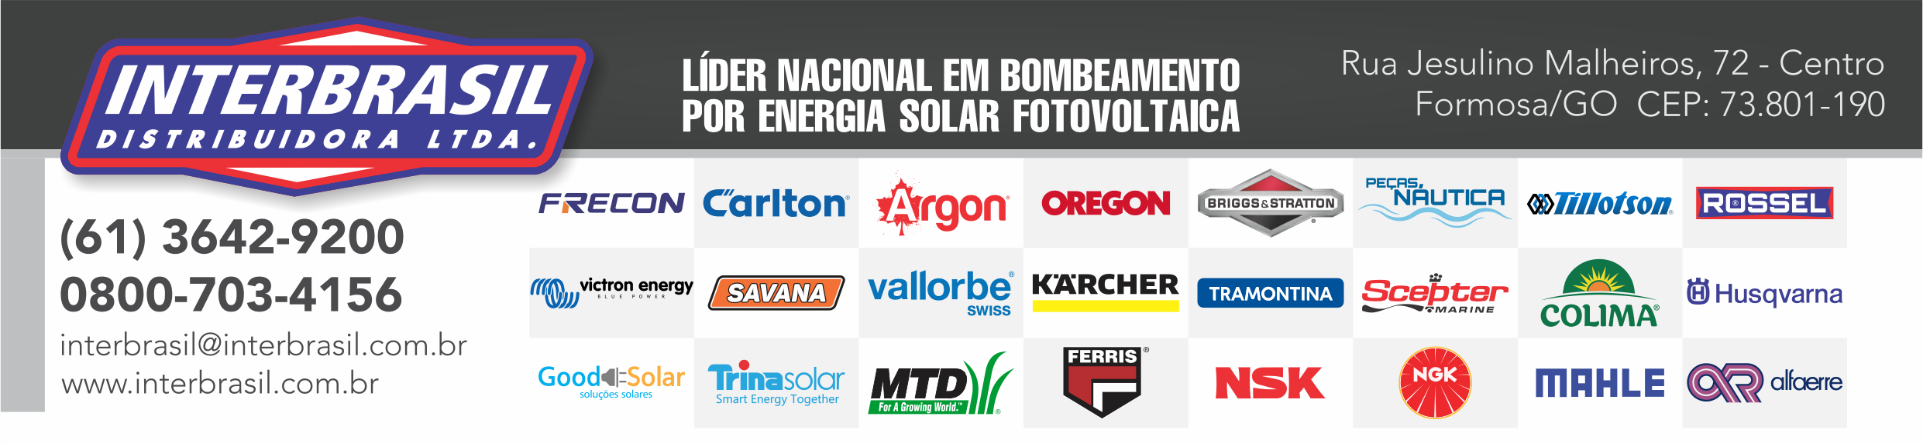 INTERBRASIL
DISTRIBUIDORA LTDA.
LÍDER NACIONAL EM BOMBEAMENTO
POR ENERGIA SOLAR FOTOVOLTAICA
Rua Jesulino Malheiros, 72 - Centro
Formosa/GO CEP: 73.801-190
(61) 3642-9200
0800-703-4156
interbrasil@interbrasil.com.br
www.interbrasil.com.br
FRECON
Carlton®
Argon®
OREGON
BRIGGS & STRATTON®
PEÇAS
NÁUTICA
Tillotson®
ROSSEL
victron energy
BLUE POWER
SAVANA
vallorbe®
SWISS
KÄRCHER
TRAMONTINA
Scepter
MARINE
COLIMA®
Husqvarna
Good Solar
soluções solares
Trinasolar
Smart Energy Together
MTD
For A Growing World.™®
FERRIS®
NSK
NGK
MAHLE
alfaerre